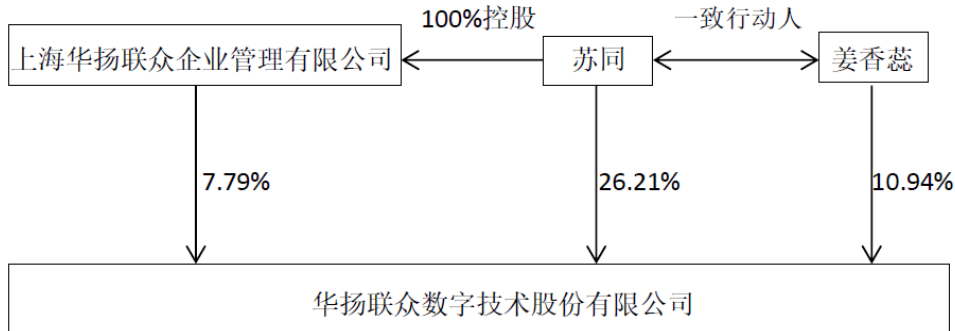 100%控股
一致行动人
上海华扬联众企业管理有限公司
苏同
姜香蕊
7.79%
26.21%
10.94%
华扬联众数字技术股份有限公司